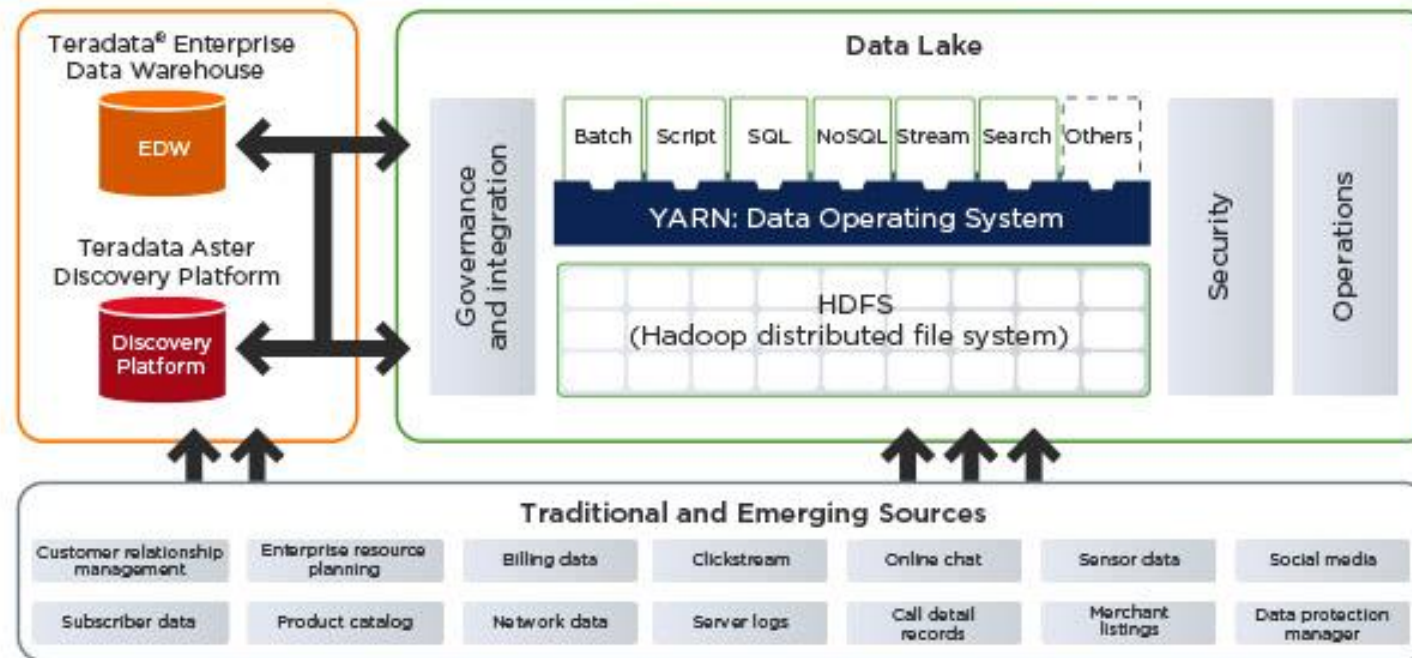 Teradata® Enterprise
Data Warehouse
EDW
Teradata Aster
Discovery Platform
Discovery
Platform
Data Lake
Governance
and integration
Batch
Script
SQL
NoSQL
Stream
Search
Others
YARN: Data Operating System
HDFS
(Hadoop distributed file system)
Security
Operations
Traditional and Emerging Sources
Customer relationship
management
Enterprise resource
planning
Billing data
Clickstream
Online chat
Sensor data
Social media
Subscriber data
Product catalog
Network data
Server logs
Call detail
records
Merchant
listings
Data protection
manager